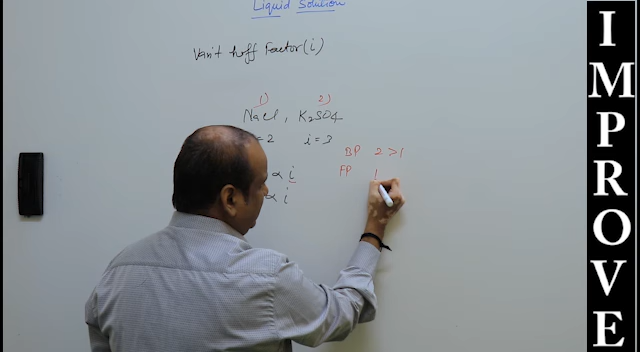 Liquid Solution
Van't hoff Factor (i)
1) 2)
NaCl, K₂SO₄
= 2 i = 3
∝ i
∝ i
BP 2 > 1
FP 1
IMPROVE